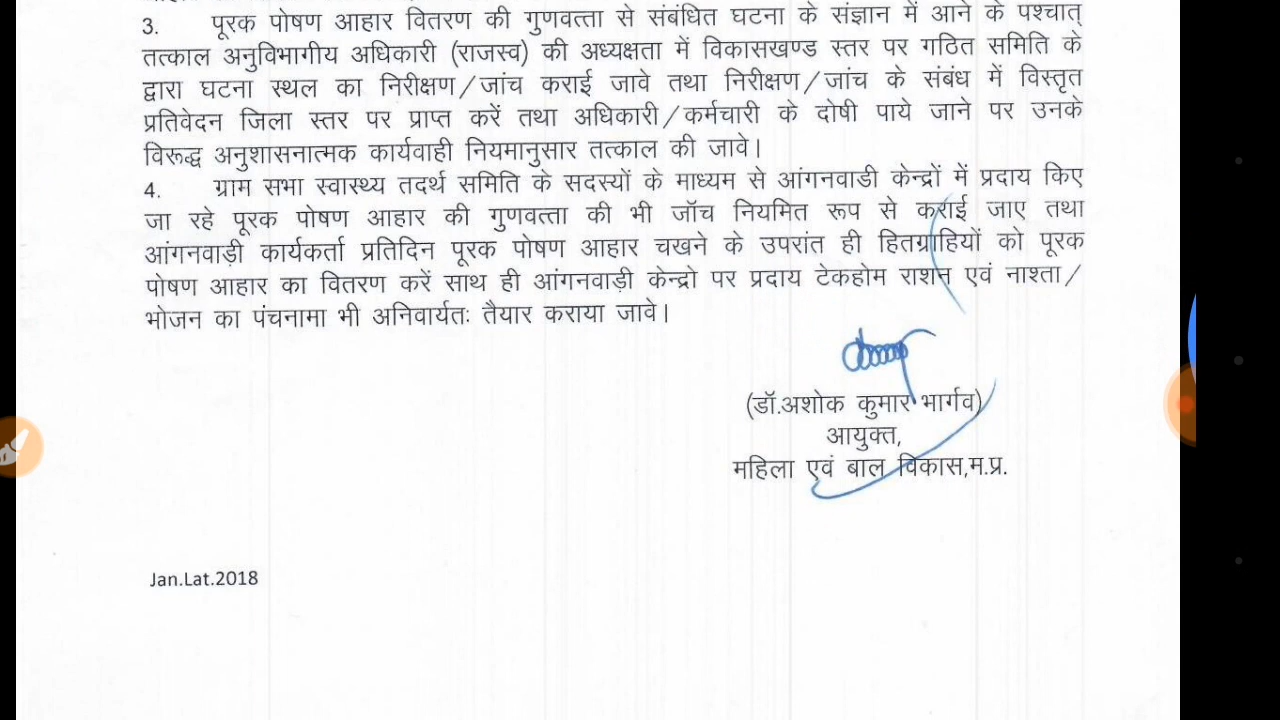 3. पूरक पोषण आहार वितरण की गुणवत्ता से संबंधित घटना के संज्ञान में आने के पश्चात्
तत्काल अनुविभागीय अधिकारी (राजस्व) की अध्यक्षता में विकासखण्ड स्तर पर गठित समिति के
द्वारा घटना स्थल का निरीक्षण/जांच कराई जावे तथा निरीक्षण/जांच के संबंध में विस्तृत
प्रतिवेदन जिला स्तर पर प्राप्त करें तथा अधिकारी/कर्मचारी के दोषी पाये जाने पर उनके
विरूद्ध अनुशासनात्मक कार्यवाही नियमानुसार तत्काल की जावे।
4. ग्राम सभा स्वास्थ्य तदर्थ समिति के सदस्यों के माध्यम से आंगनवाडी केन्द्रों में प्रदाय किए
जा रहे पूरक पोषण आहार की गुणवत्ता की भी जॉच नियमित रूप से कराई जाए तथा
आंगनवाड़ी कार्यकर्ता प्रतिदिन पूरक पोषण आहार चखने के उपरांत ही हितग्राहियों को पूरक
पोषण आहार का वितरण करें साथ ही आंगनवाड़ी केन्द्रो पर प्रदाय टेकहोम राशन एवं नाश्ता/
भोजन का पंचनामा भी अनिवार्यतः तैयार कराया जावे।
(डॉ.अशोक कुमार भार्गव)
आयुक्त,
महिला एवं बाल विकास,म.प्र.
Jan.Lat.2018